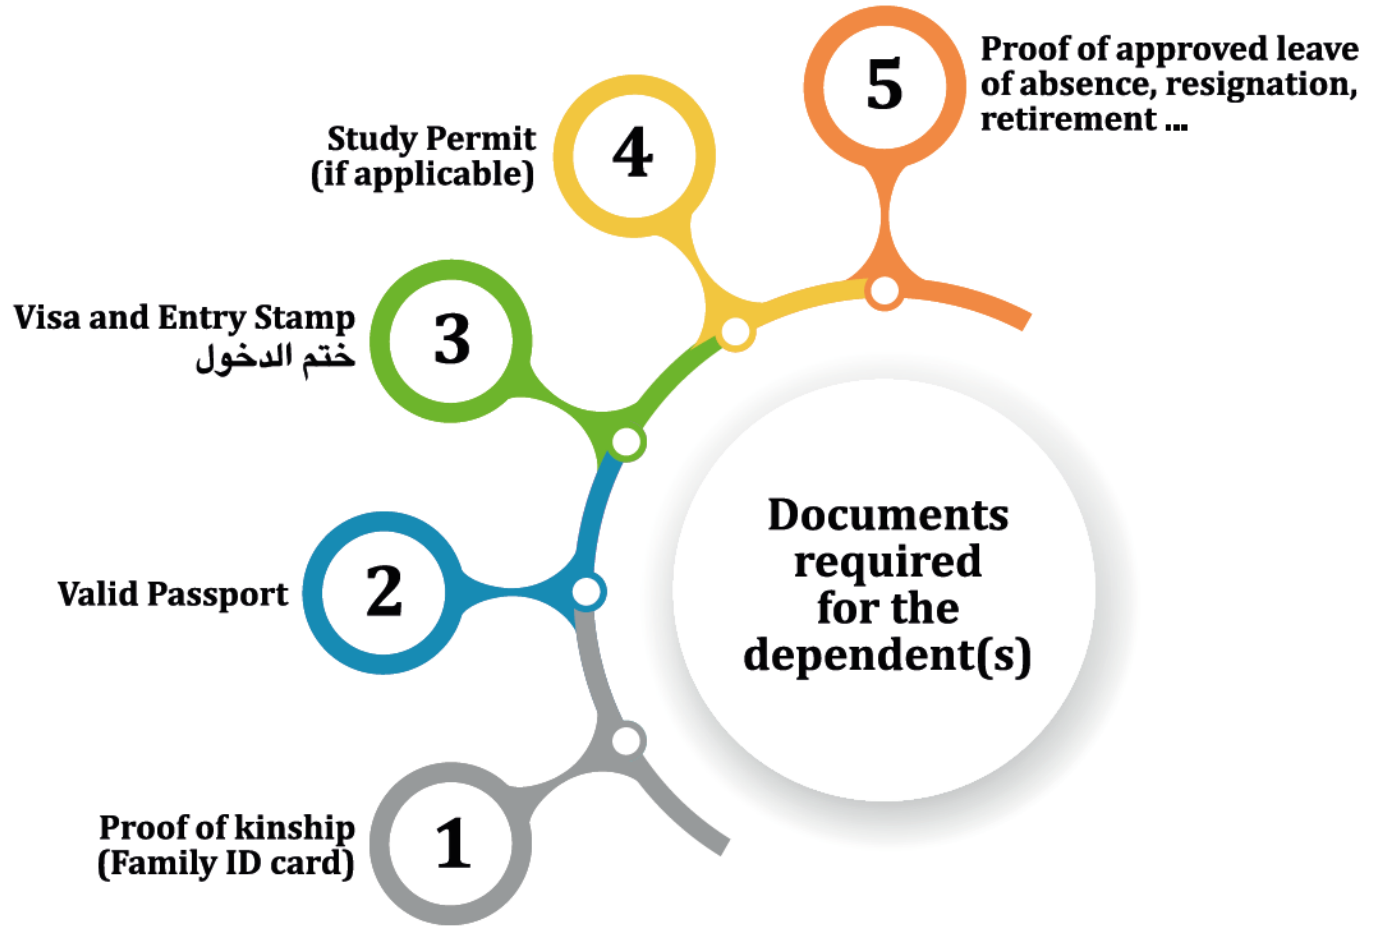 5
Proof of approved leave
of absence, resignation,
retirement ...
4
Study Permit
(if applicable)
3
Visa and Entry Stamp
ختم الدخول
2
Valid Passport
1
Proof of kinship
(Family ID card)
Documents
required
for the
dependent(s)